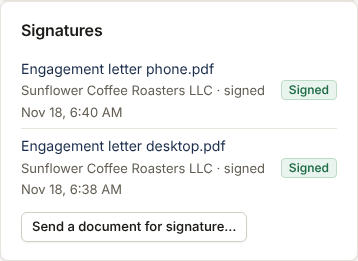 Signatures
Engagement letter phone.pdf
Sunflower Coffee Roasters LLC · signed
Nov 18, 6:40 AM
Signed
Engagement letter desktop.pdf
Sunflower Coffee Roasters LLC · signed
Nov 18, 6:38 AM
Signed
Send a document for signature...